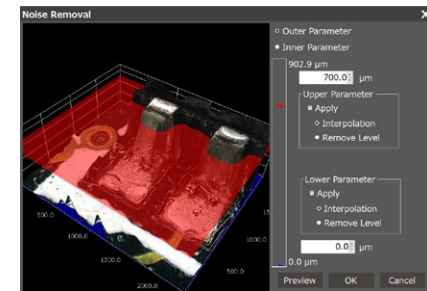 Noise Removal
Outer Parameter
Inner Parameter
902.9 μm
700.0 μm
Upper Parameter
Apply
Interpolation
Remove Level
Lower Parameter
Apply
Interpolation
Remove Level
0.0 μm
0.0 μm
Preview OK Cancel
500.0
1000.0
1500.0
2000.0
500.0
1000.0